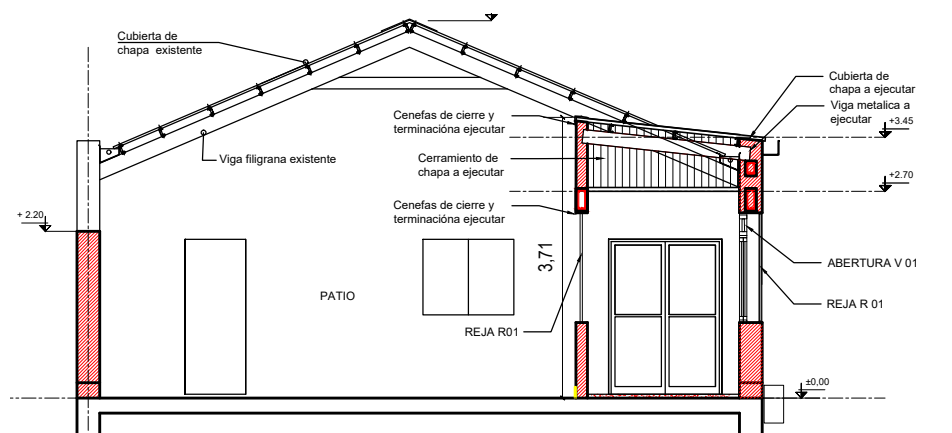 Cubierta de
chapa existente
Cubierta de
chapa a ejecutar
Viga metalica a
ejecutar
+3.45
Cenefas de cierre y
terminacióna ejecutar
Viga filigrana existente
Cerramiento de
chapa a ejecutar
+2.70
Cenefas de cierre y
terminacióna ejecutar
+ 2.20
3,71
ABERTURA V 01
PATIO
REJA R 01
REJA R01
±0,00